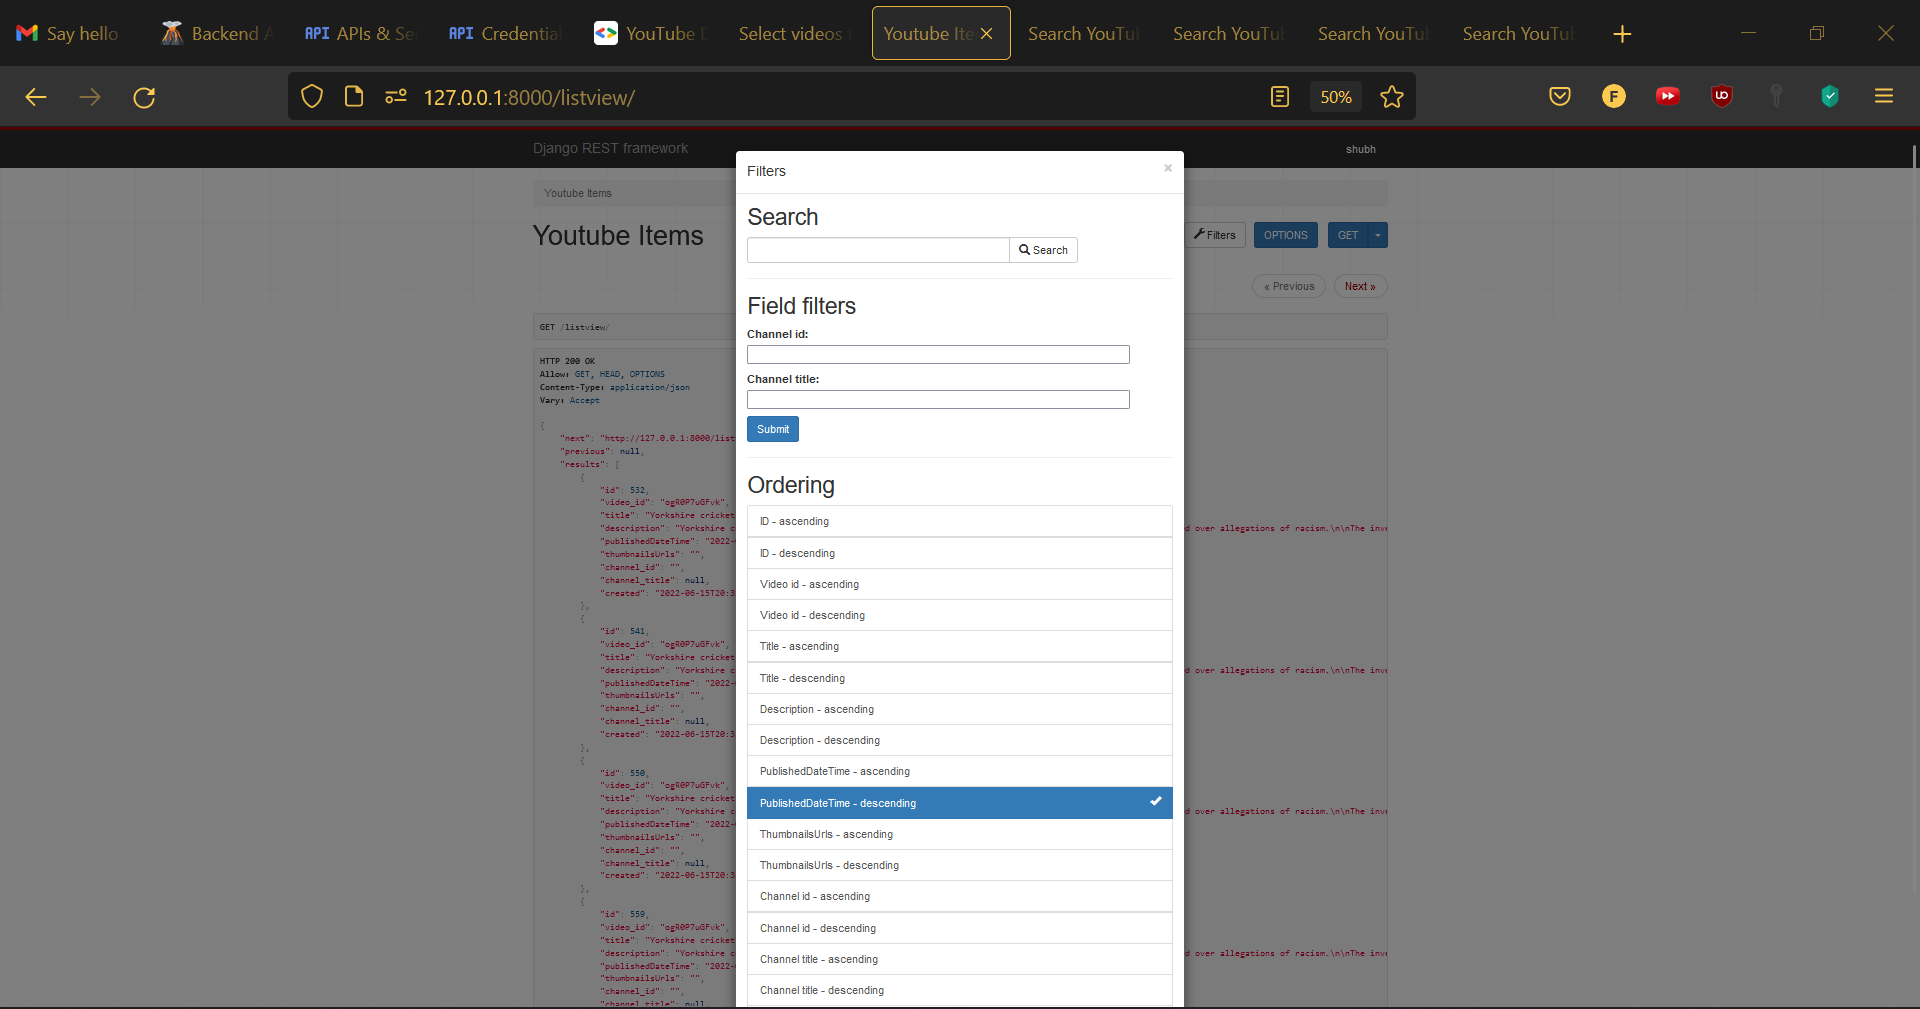 Say hello
Backend A
API APIs & Se
API Credential
YouTube D
Select videos
Youtube Ite
Search YouTu
Search YouTu
Search YouTu
Search YouTu
127.0.0.1:8000/listview/
50%
F
Django REST framework
shubh
Youtube Items
Youtube Items
Filters
OPTIONS
GET
« Previous
Next »
GET /listview/
HTTP 200 OK
Allow: GET, HEAD, OPTIONS
Content-Type: application/json
Vary: Accept
{
"next": "http://127.0.0.1:8000/list
"previous": null,
"results": [
{
"id": 532,
"video_id": "ogR0P7uGFvk",
"title": "Yorkshire cricket
"description": "Yorkshire c
d over allegations of racism.\n\nThe inve
"publishedDateTime": "2022-
"thumbnailsUrls": "",
"channel_id": "",
"channel_title": null,
"created": "2022-06-15T20:3
},
{
"id": 541,
"video_id": "ogR0P7uGFvk",
"title": "Yorkshire cricket
"description": "Yorkshire c
d over allegations of racism.\n\nThe inve
"publishedDateTime": "2022-
"thumbnailsUrls": "",
"channel_id": "",
"channel_title": null,
"created": "2022-06-15T20:3
},
{
"id": 550,
"video_id": "ogR0P7uGFvk",
"title": "Yorkshire cricket
"description": "Yorkshire c
d over allegations of racism.\n\nThe inve
"publishedDateTime": "2022-
"thumbnailsUrls": "",
"channel_id": "",
"channel_title": null,
"created": "2022-06-15T20:3
},
{
"id": 559,
"video_id": "ogR0P7uGFvk",
"title": "Yorkshire cricket
"description": "Yorkshire c
d over allegations of racism.\n\nThe inve
"publishedDateTime": "2022-
"thumbnailsUrls": "",
"channel_id": "",
"channel_title": null,
Filters
×
Search
Search
Field filters
Channel id:
Channel title:
Submit
Ordering
ID - ascending
ID - descending
Video id - ascending
Video id - descending
Title - ascending
Title - descending
Description - ascending
Description - descending
PublishedDateTime - ascending
PublishedDateTime - descending
ThumbnailsUrls - ascending
ThumbnailsUrls - descending
Channel id - ascending
Channel id - descending
Channel title - ascending
Channel title - descending